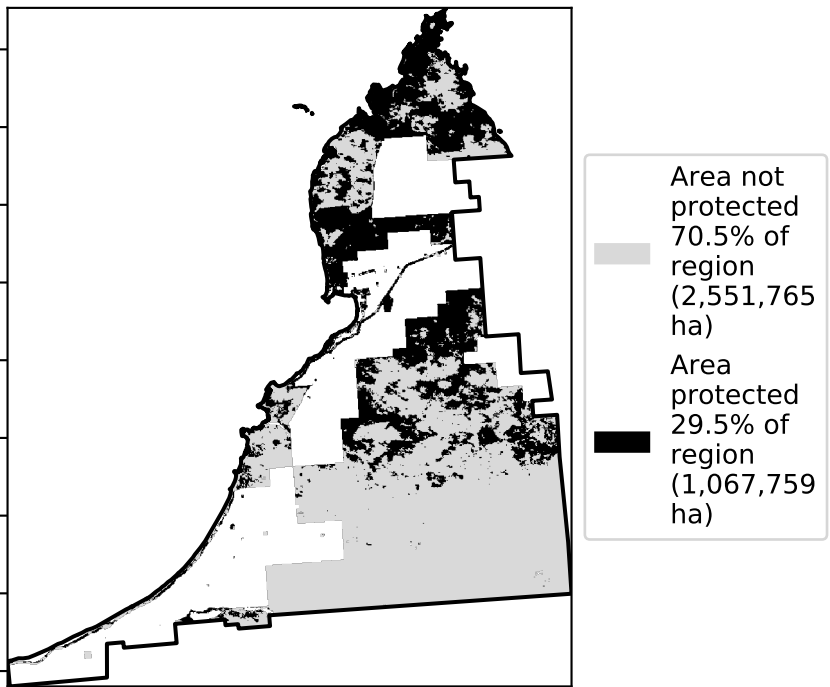 Area not
protected
70.5% of
region
(2,551,765
ha)
Area
protected
29.5% of
region
(1,067,759
ha)